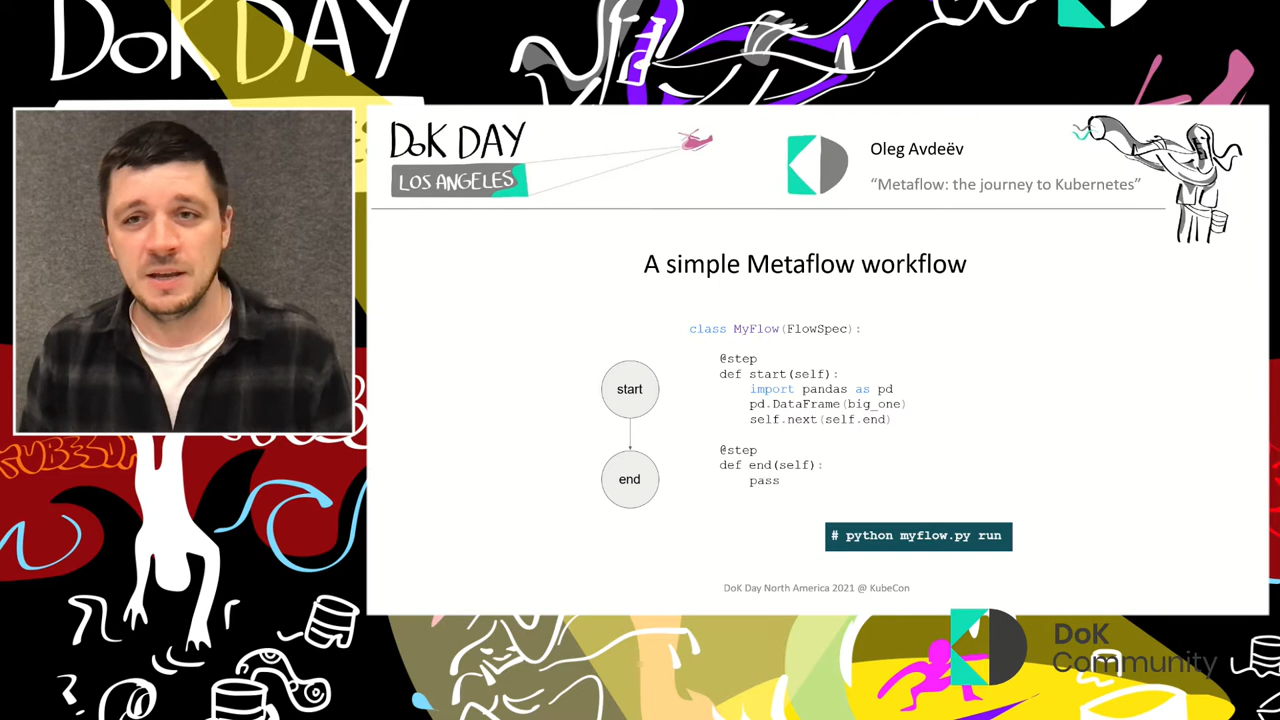 DoK DAY
DoK DAY
LOS ANGELES
Oleg Avdeëv
“Metaflow: the journey to Kubernetes”
A simple Metaflow workflow
start
end
class MyFlow(FlowSpec):
@step
def start(self):
import pandas as pd
pd.DataFrame(big_one)
self.next(self.end)
@step
def end(self):
pass
# python myflow.py run
DoK Day North America 2021 @ KubeCon
DoK
Community